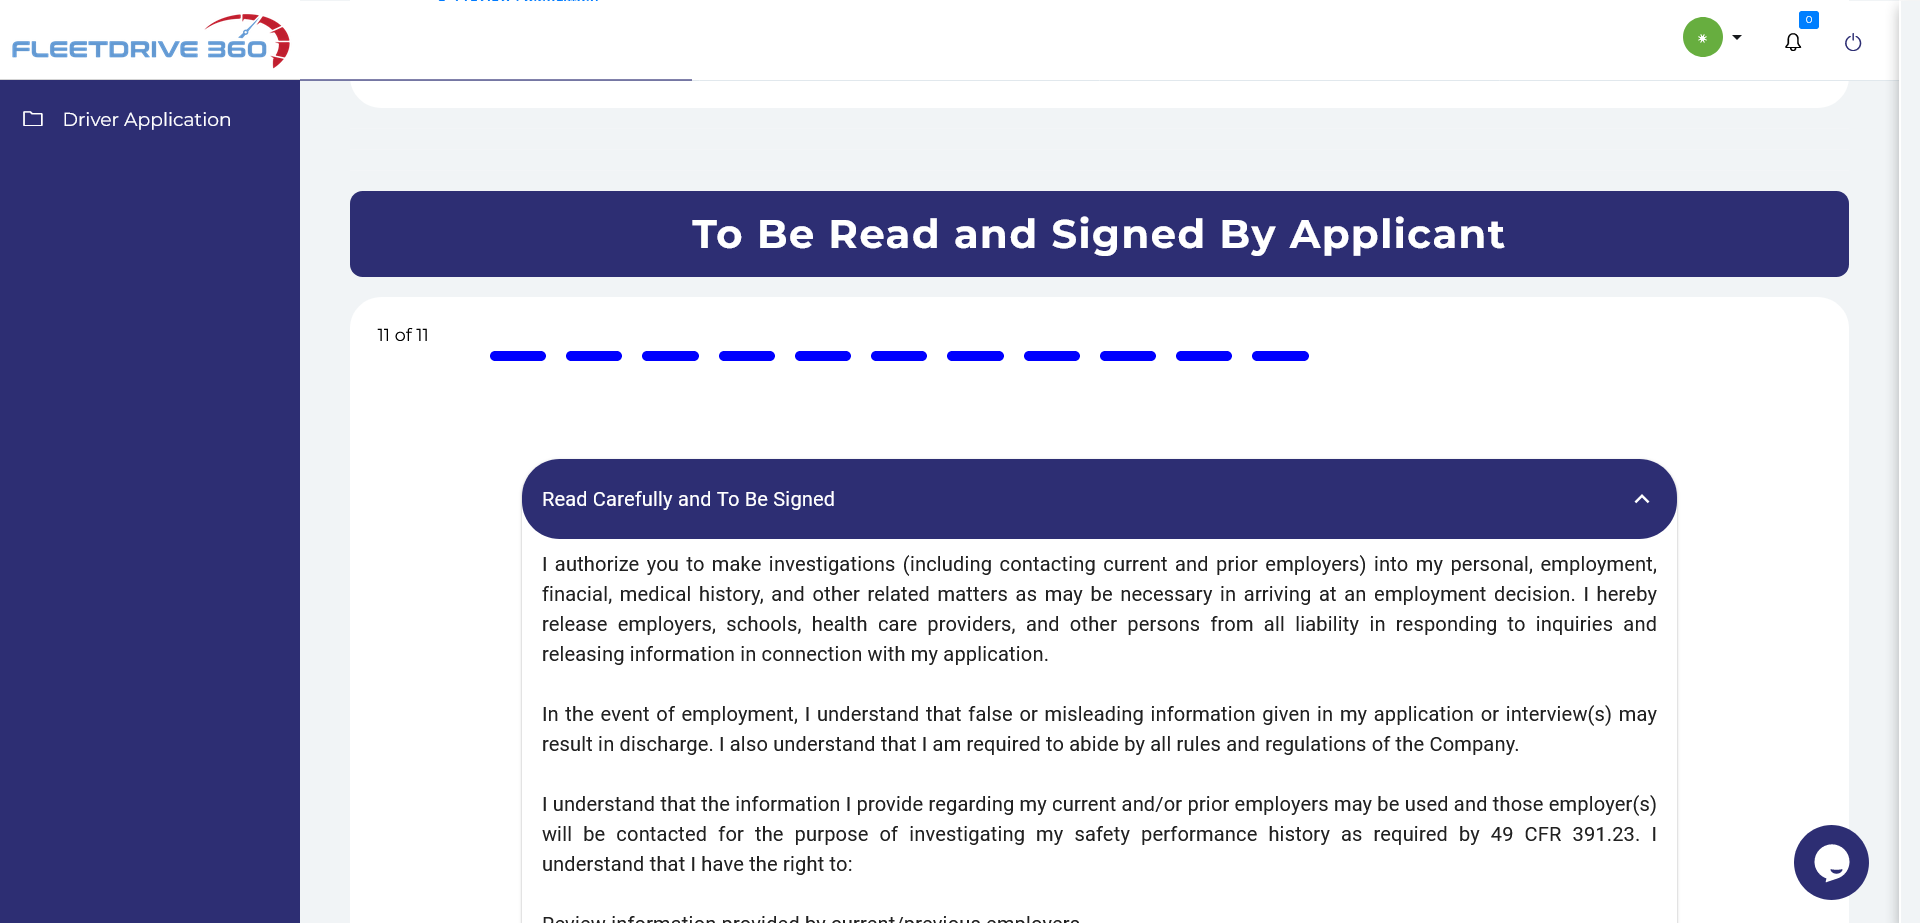 FLEETDRIVE 360
0
Driver Application
To Be Read and Signed By Applicant
11 of 11
Read Carefully and To Be Signed
I authorize you to make investigations (including contacting current and prior employers) into my personal, employment,
finacial, medical history, and other related matters as may be necessary in arriving at an employment decision. I hereby
release employers, schools, health care providers, and other persons from all liability in responding to inquiries and
releasing information in connection with my application.
In the event of employment, I understand that false or misleading information given in my application or interview(s) may
result in discharge. I also understand that I am required to abide by all rules and regulations of the Company.
I understand that the information I provide regarding my current and/or prior employers may be used and those employer(s)
will be contacted for the purpose of investigating my safety performance history as required by 49 CFR 391.23. I
understand that I have the right to:
Review information provided by current/previous employers